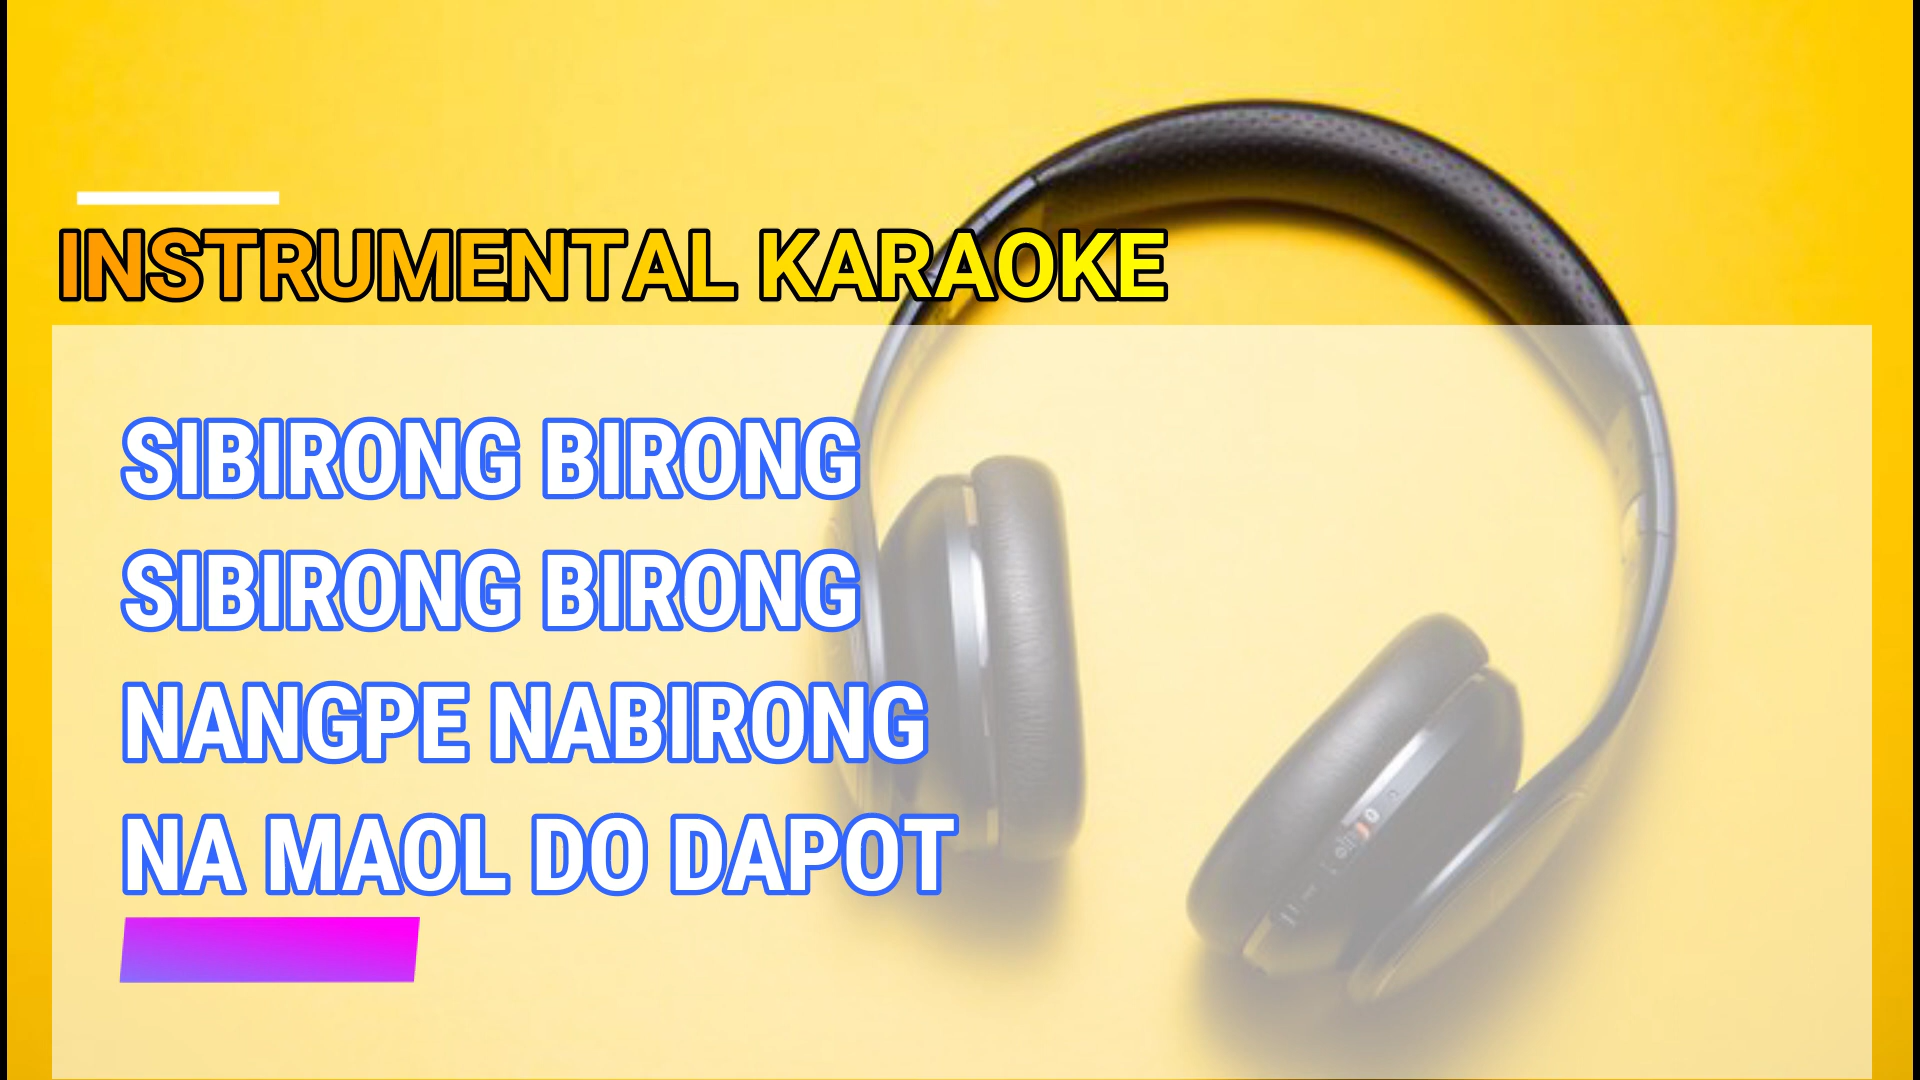 INSTRUMENTAL KARAOKE
SIBIRONG BIRONG
SIBIRONG BIRONG
NANGPE NABIRONG
NA MAOL DO DAPOT